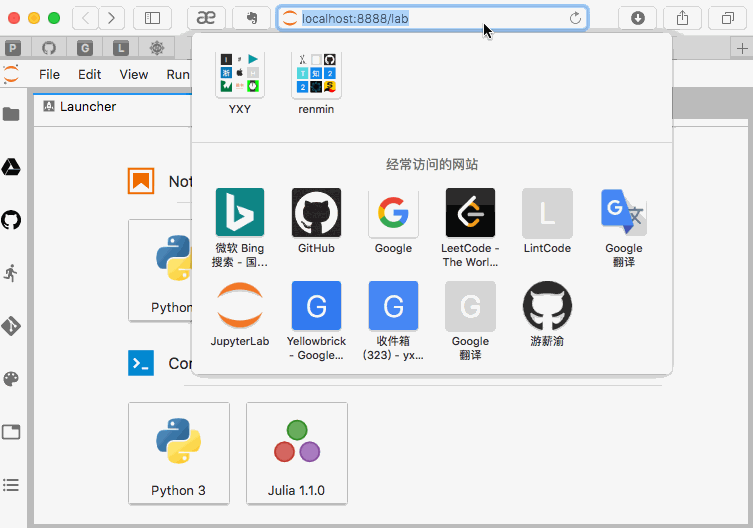 æ
localhost:8888/lab
P
G
L
File Edit View Run
Launcher
YXY
renmin
经常访问的网站
微软 Bing
搜索 - 国...
GitHub
Google
LeetCode -
The Worl...
L
LintCode
G
Google
翻译
JupyterLab
G
Yellowbrick
- Google...
G
收件箱
(323) - yx...
G
Google
翻译
游薪渝
Not
Python
Con
Python 3
Julia 1.1.0